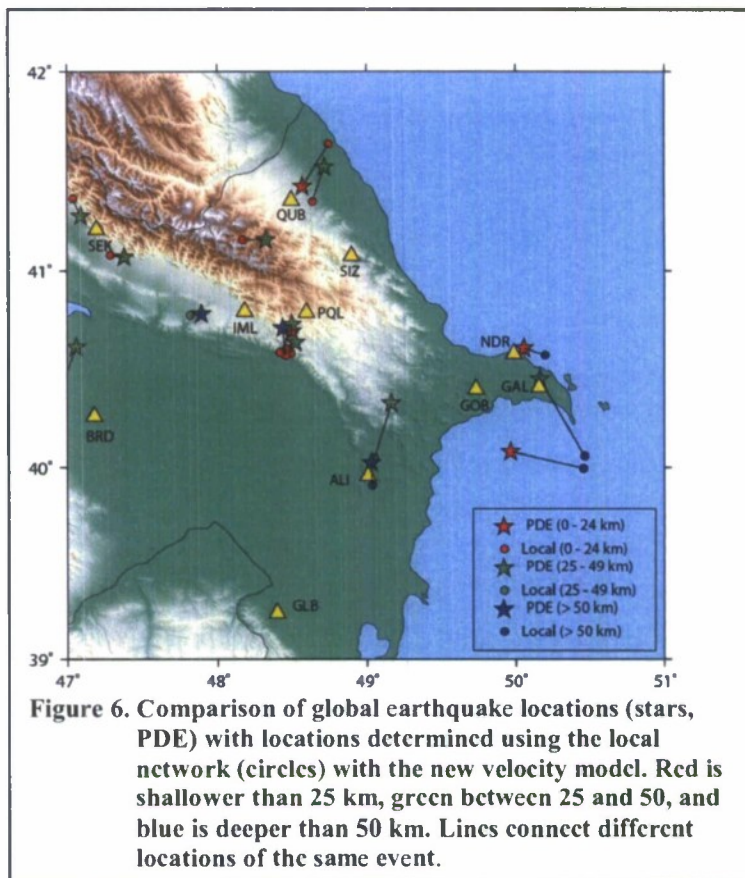 42°
QUB
SEK
41°
SIZ
IML
PQL
NDR
GOB
GAL
BRD
40°
ALI
PDE (0 - 24 km)
Local (0 - 24 km)
PDE (25 - 49 km)
Local (25 - 49 km)
PDE (> 50 km)
Local (> 50 km)
GLB
39°
47° 48° 49° 50° 51°
Figure 6. Comparison of global earthquake locations (stars,
PDE) with locations determined using the local
network (circles) with the new velocity model. Red is
shallower than 25 km, green between 25 and 50, and
blue is deeper than 50 km. Lines connect different
locations of the same event.